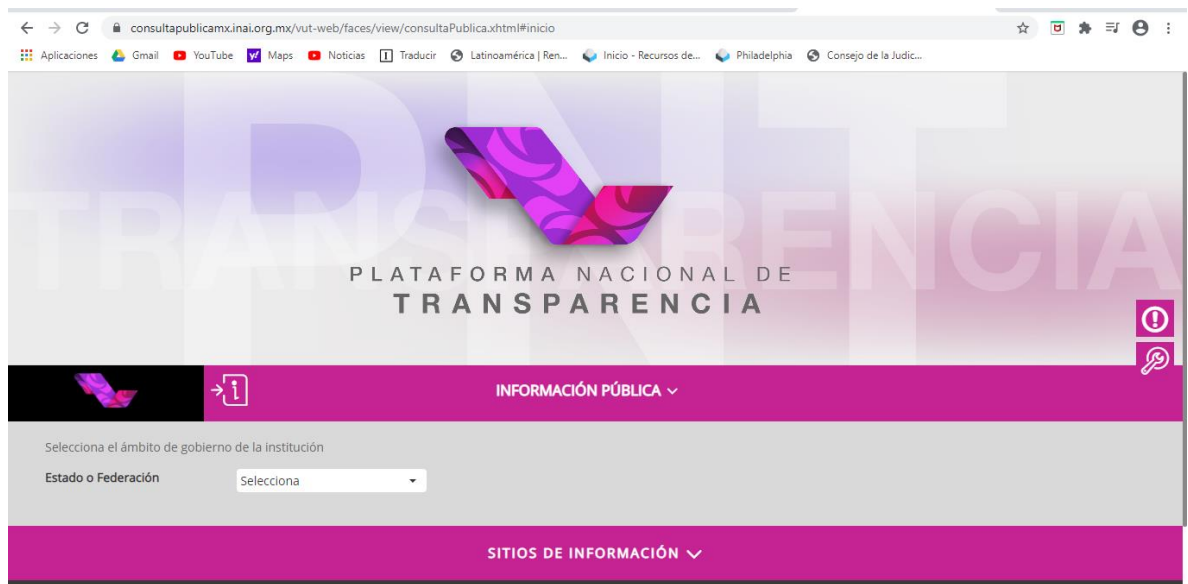 consultapublicamx.inai.org.mx/vut-web/faces/view/consultaPublica.xhtml#inicio
Aplicaciones Gmail YouTube Maps Noticias Traducir Latinoamérica | Ren... Inicio - Recursos de... Philadelphia Consejo de la Judic...
PNT
TRANSPARENCIA
PLATAFORMA NACIONAL DE
TRANSPARENCIA
INFORMACIÓN PÚBLICA
Selecciona el ámbito de gobierno de la institución
Estado o Federación Selecciona
SITIOS DE INFORMACIÓN